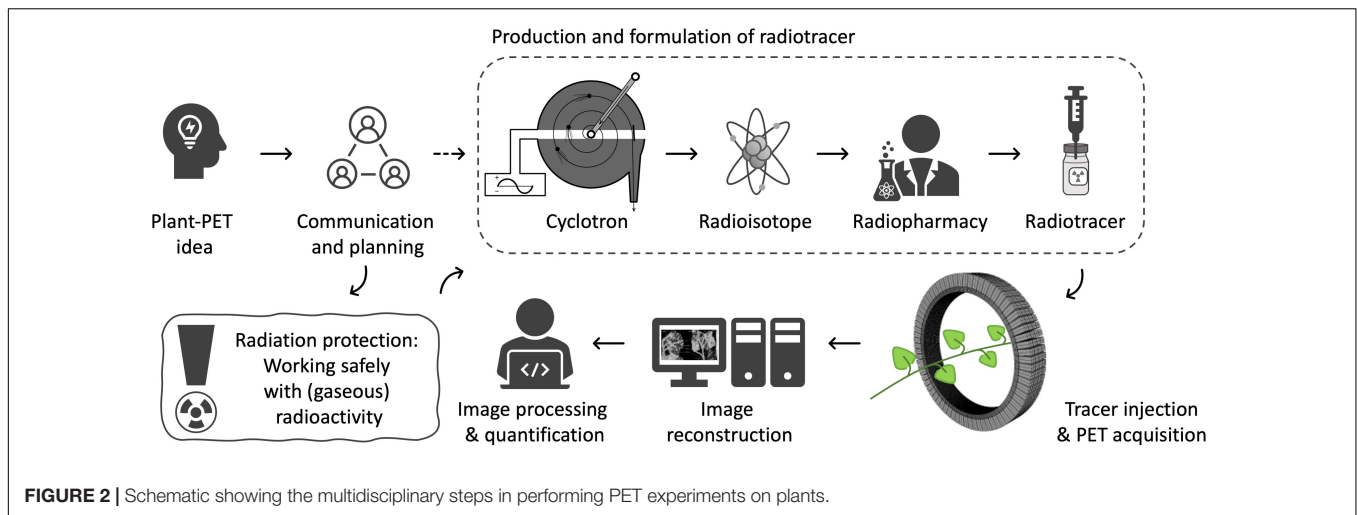 Production and formulation of radiotracer
Plant-PET
idea
Communication
and planning
Cyclotron
Radioisotope
Radiopharmacy
Radiotracer
Radiation protection:
Working safely
with (gaseous)
radioactivity
</>
Image processing
& quantification
Image
reconstruction
Tracer injection
& PET acquisition
FIGURE 2 | Schematic showing the multidisciplinary steps in performing PET experiments on plants.